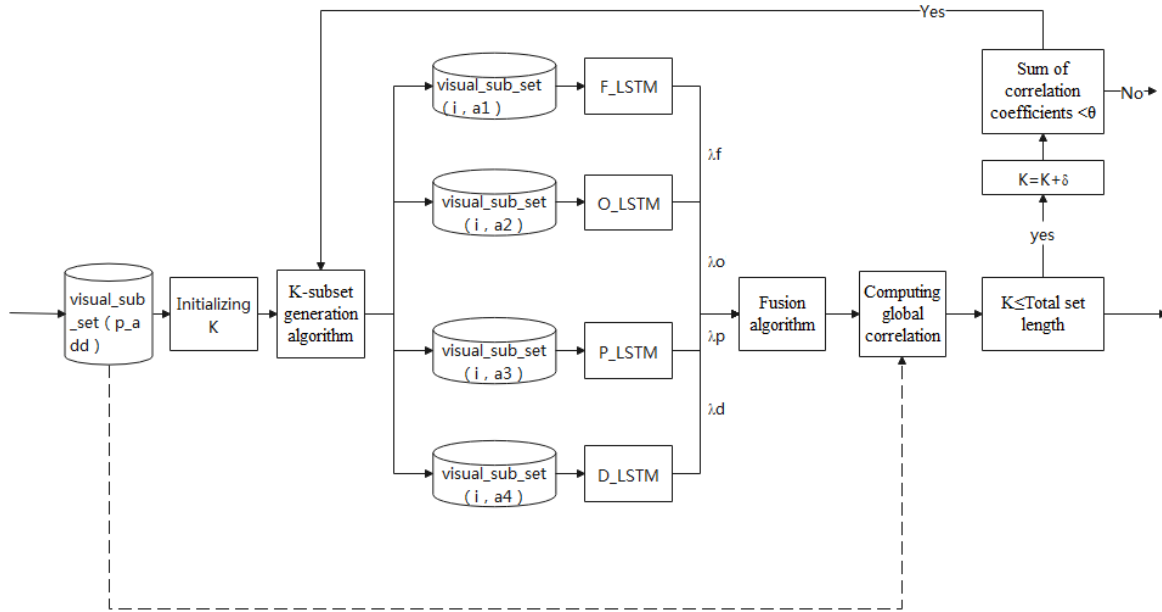 Yes
visual_sub_set
( i , a1 )
F_LSTM
Sum of
correlation
coefficients <θ
No
λf
K=K+δ
visual_sub_set
( i , a2 )
O_LSTM
yes
λo
visual_sub
_set ( p_a
dd )
Initializing
K
K-subset
generation
algorithm
Fusion
algorithm
Computing
global
correlation
K≤Total set
length
visual_sub_set
( i , a3 )
P_LSTM
λp
λd
visual_sub_set
( i , a4 )
D_LSTM